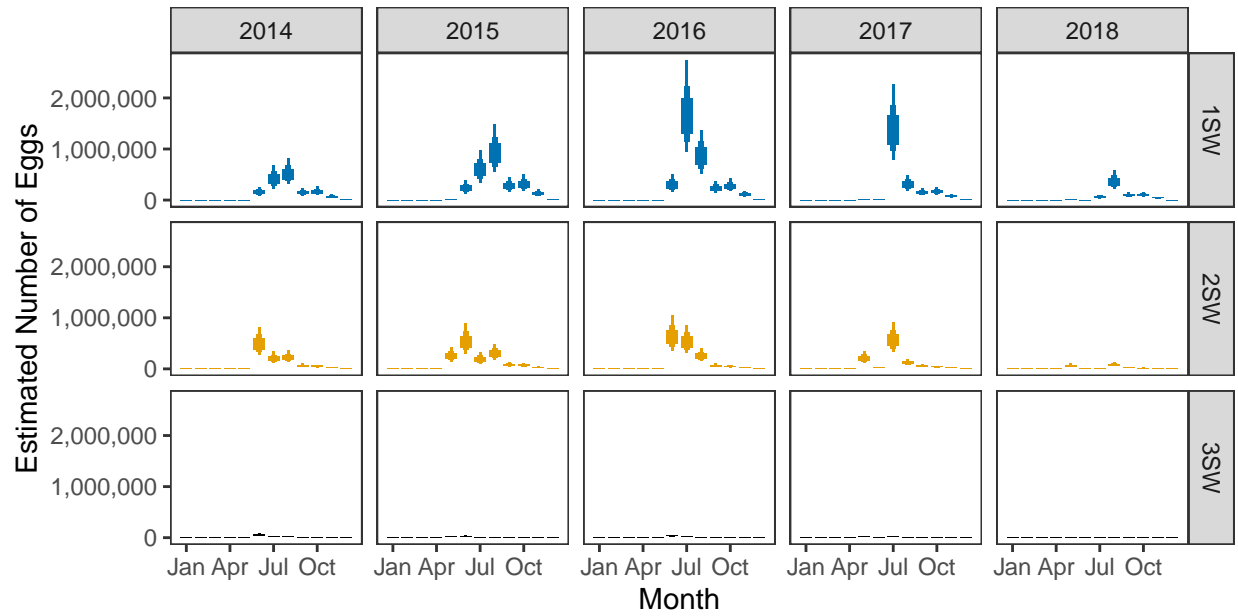 2014 2015 2016 2017 2018
Estimated Number of Eggs
2,000,000
1,000,000
0
1SW
2,000,000
1,000,000
0
2SW
2,000,000
1,000,000
0
3SW
Jan Apr Jul Oct Jan Apr Jul Oct Jan Apr Jul Oct Jan Apr Jul Oct Jan Apr Jul Oct
Month